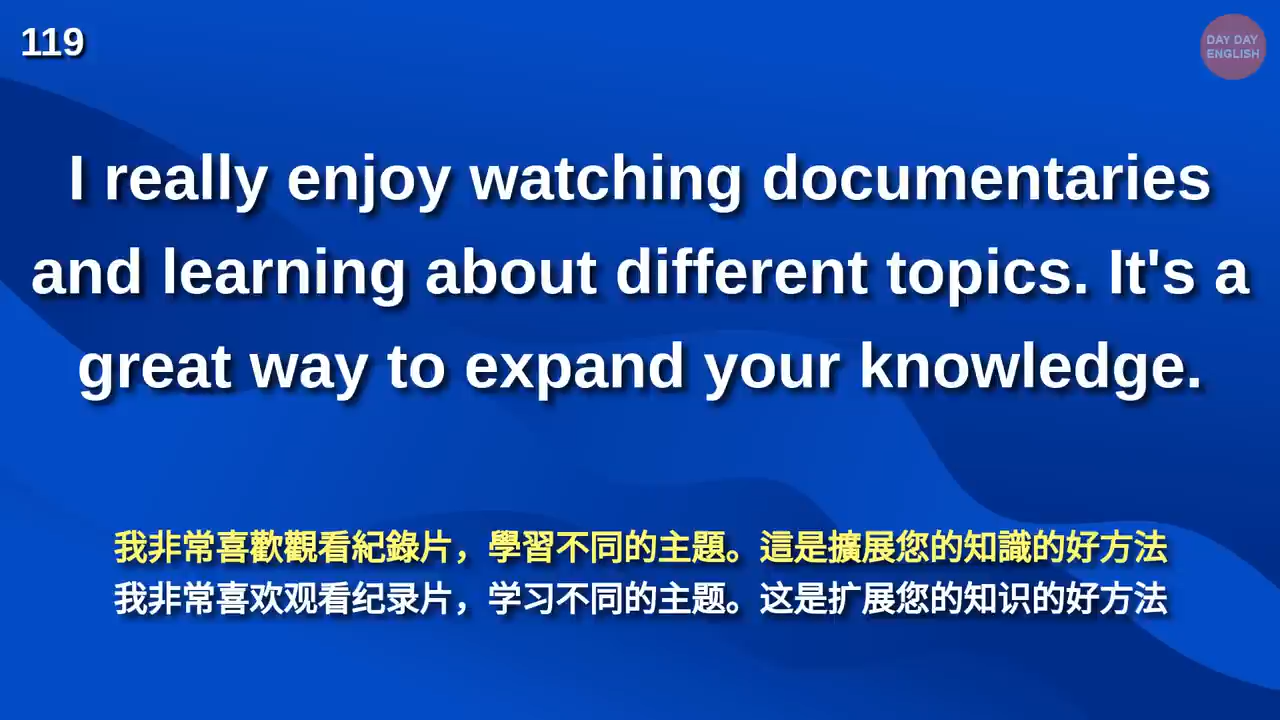 119
DAY DAY
ENGLISH
I really enjoy watching documentaries
and learning about different topics. It's a
great way to expand your knowledge.
我非常喜歡觀看紀錄片，學習不同的主題。這是擴展您的知識的好方法
我非常喜欢观看纪录片，学习不同的主题。这是扩展您的知识的好方法